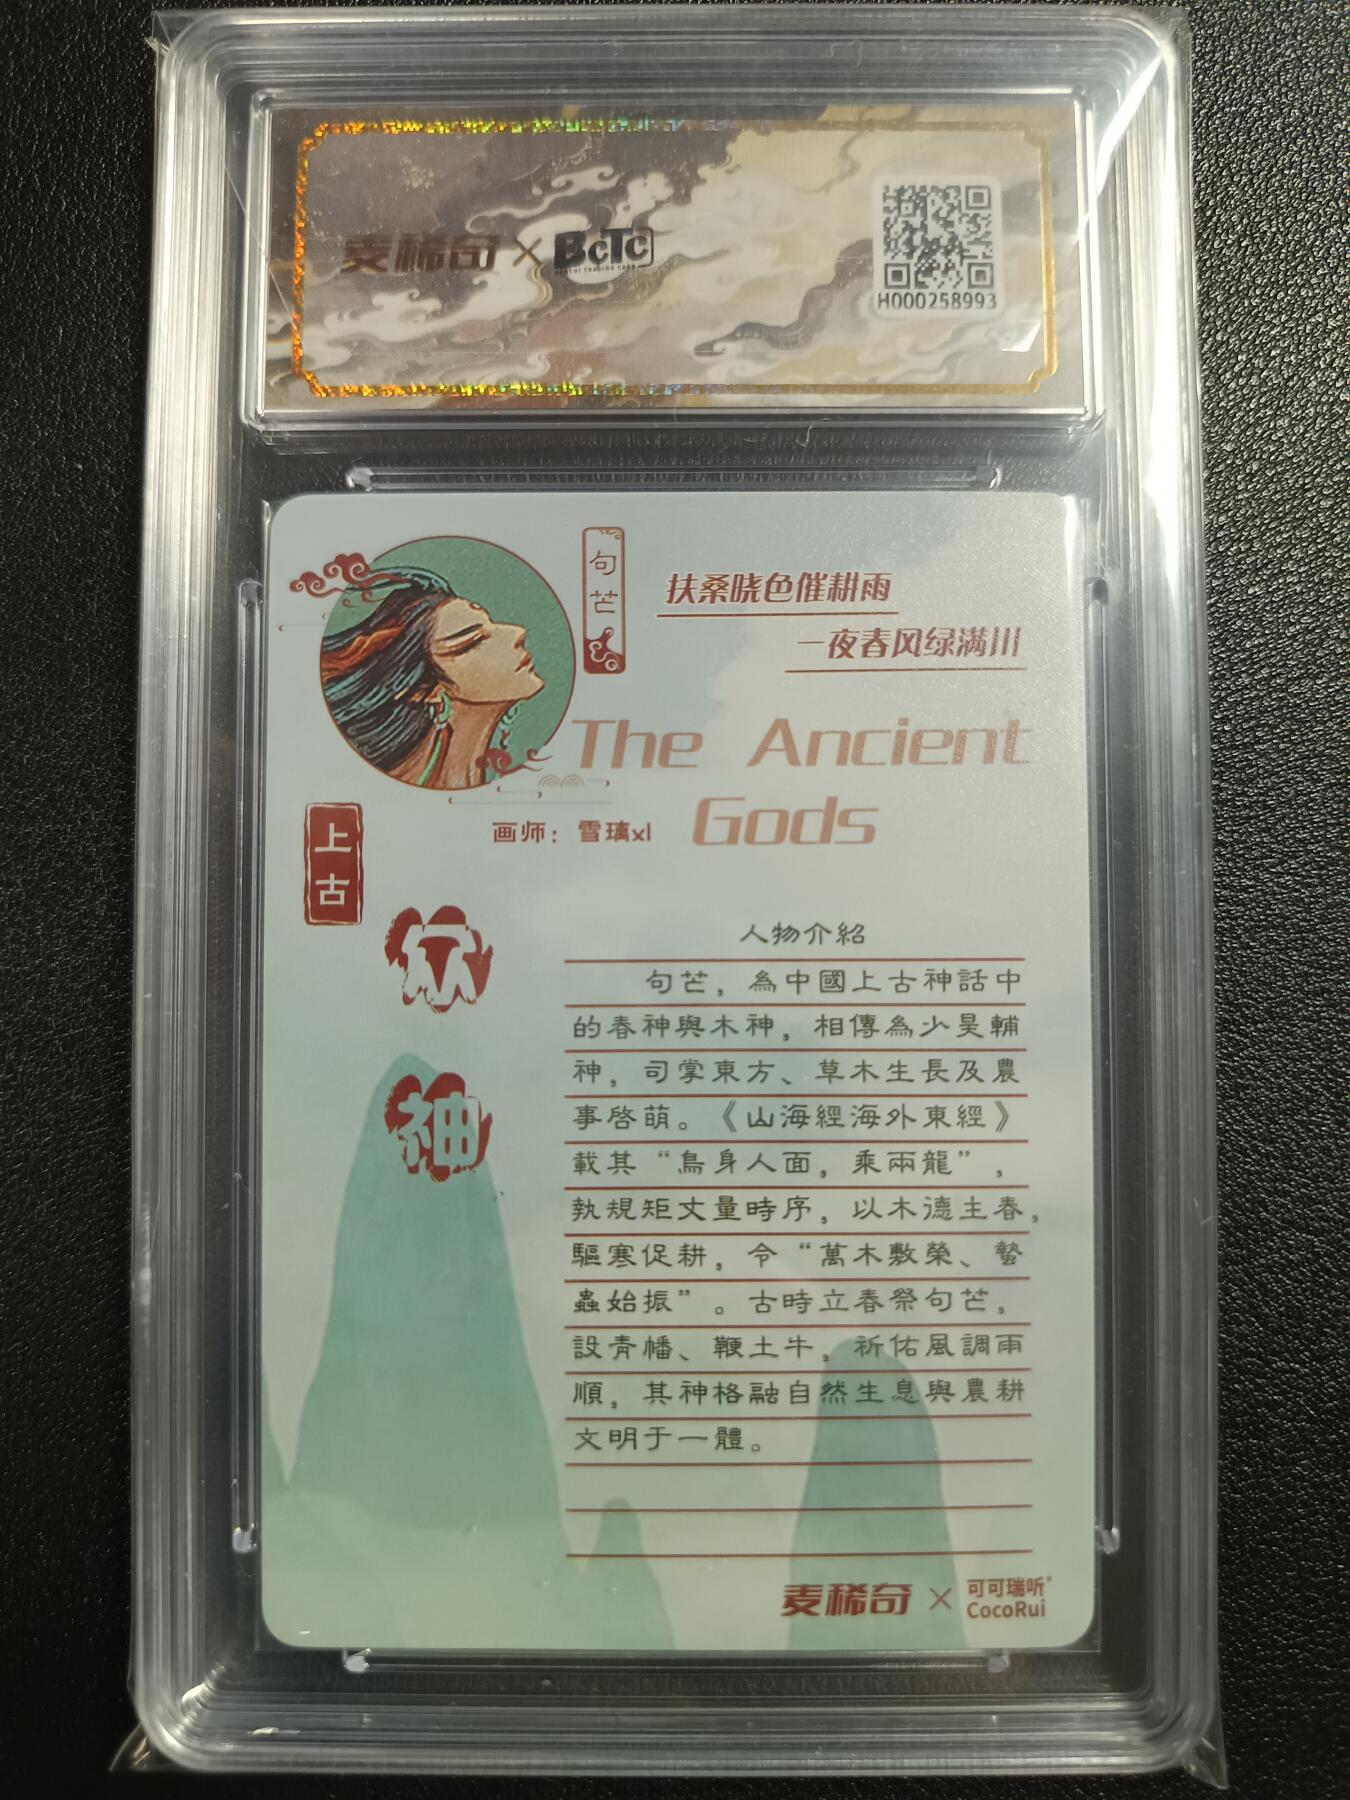 麦稀奇×BCTC
BANCUI TRADING CARD
H000258993
句芒
扶桑晓色催耕雨
一夜春风绿满川
The Ancient
Gods
画师：雪璃xl
上古
众
神
人物介紹
句芒，為中國上古神話中
的春神與木神，相傳為少昊輔
神，司掌東方、草木生長及農
事啓萌。《山海經海外東經》
載其“鳥身人面，乘兩龍”，
執規矩丈量時序，以木德主春，
驅寒促耕，令“萬木敷榮、蟄
蟲始振”。古時立春祭句芒，
設青幡、鞭土牛，祈佑風調雨
順，其神格融自然生息與農耕
文明于一體。
麦稀奇×可可瑞听®
CocoRui